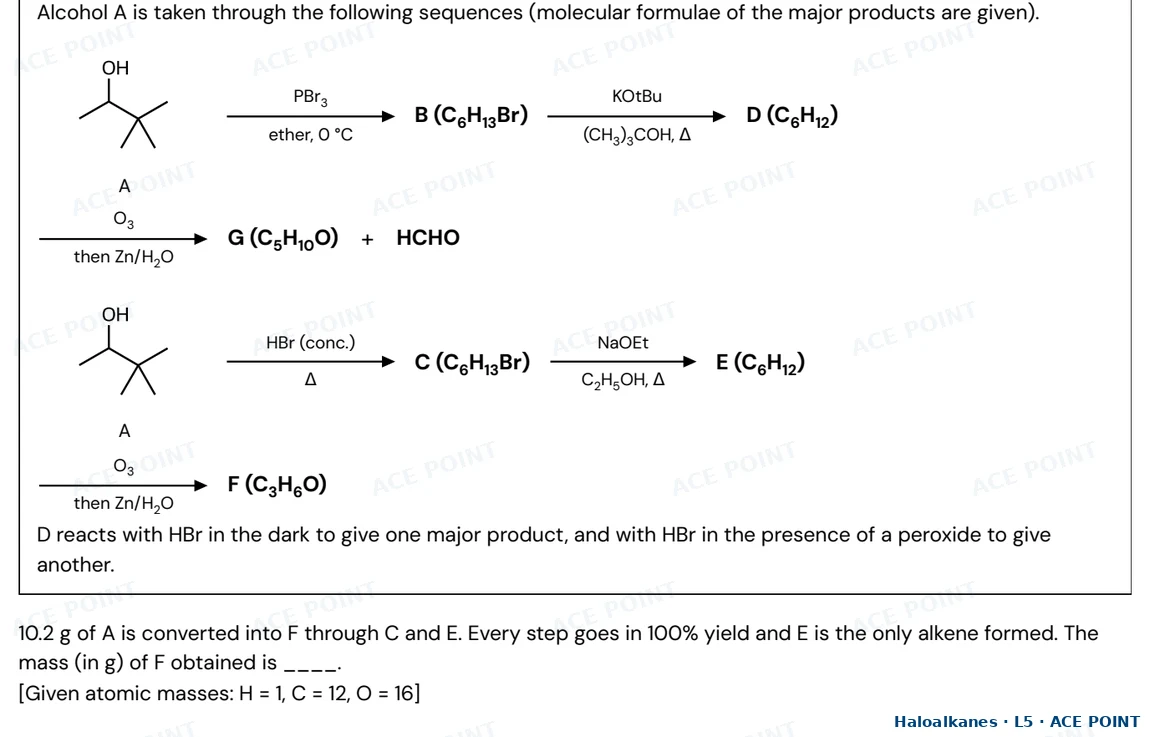 Alcohol A is taken through the following sequences (molecular formulae of the major products are given).
OH
A
PBr₃
ether, 0 °C
B (C₆H₁₃Br)
KOtBu
(CH₃)₃COH, Δ
D (C₆H₁₂)
O₃
then Zn/H₂O
G (C₅H₁₀O) + HCHO
OH
A
HBr (conc.)
Δ
C (C₆H₁₃Br)
NaOEt
C₂H₅OH, Δ
E (C₆H₁₂)
O₃
then Zn/H₂O
F (C₃H₆O)
D reacts with HBr in the dark to give one major product, and with HBr in the presence of a peroxide to give
another.
10.2 g of A is converted into F through C and E. Every step goes in 100% yield and E is the only alkene formed. The
mass (in g) of F obtained is ____.
[Given atomic masses: H = 1, C = 12, O = 16]
Haloalkanes · L5 · ACE POINT
ACE POINT